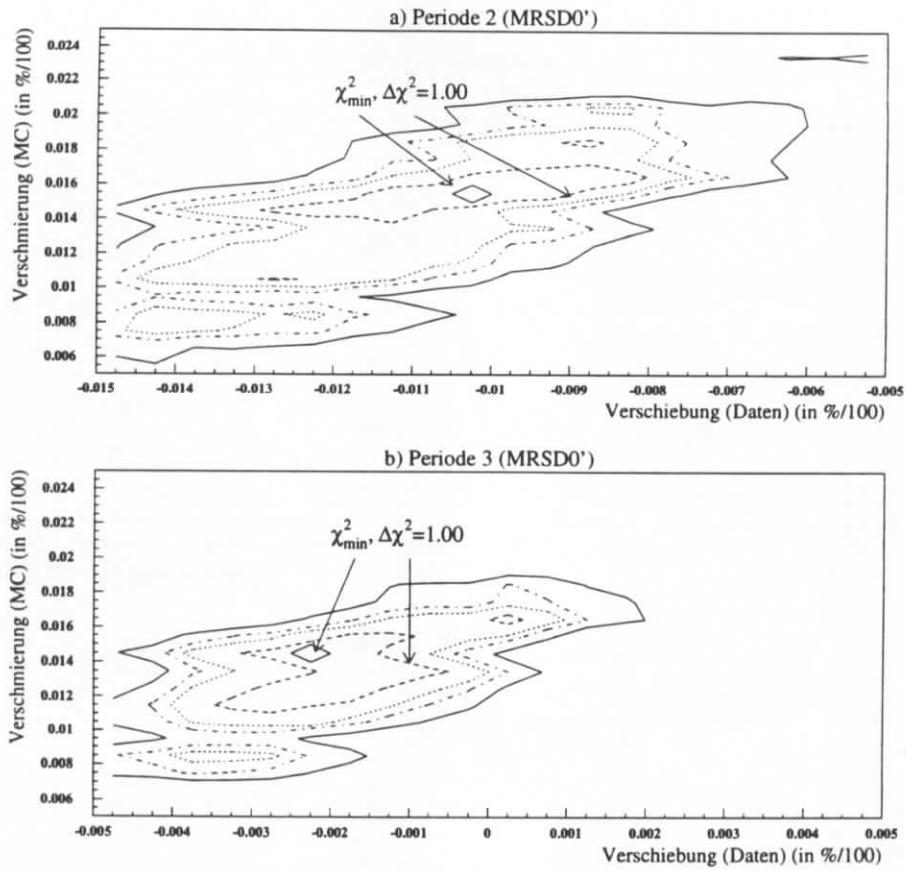 a) Periode 2 (MRSD0')
Verschmierung (MC) (in %/100)
0.024
0.022
0.02
0.018
0.016
0.014
0.012
0.01
0.008
0.006
χ²min, Δχ²=1.00
-0.015 -0.014 -0.013 -0.012 -0.011 -0.01 -0.009 -0.008 -0.007 -0.006 -0.005
Verschiebung (Daten) (in %/100)
b) Periode 3 (MRSD0')
Verschmierung (MC) (in %/100)
0.024
0.022
0.02
0.018
0.016
0.014
0.012
0.01
0.008
0.006
χ²min, Δχ²=1.00
-0.005 -0.004 -0.003 -0.002 -0.001 0 0.001 0.002 0.003 0.004 0.005
Verschiebung (Daten) (in %/100)